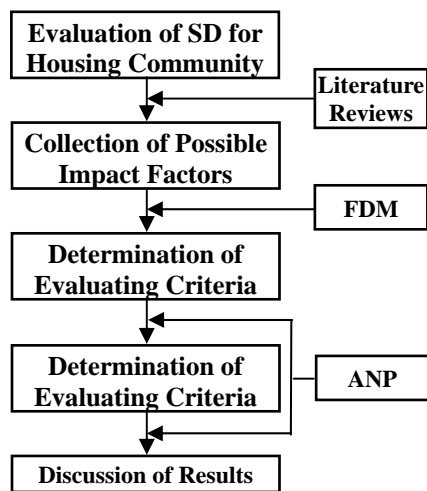 Evaluation of SD for
Housing Community
Literature
Reviews
Collection of Possible
Impact Factors
FDM
Determination of
Evaluating Criteria
Determination of
Evaluating Criteria
ANP
Discussion of Results